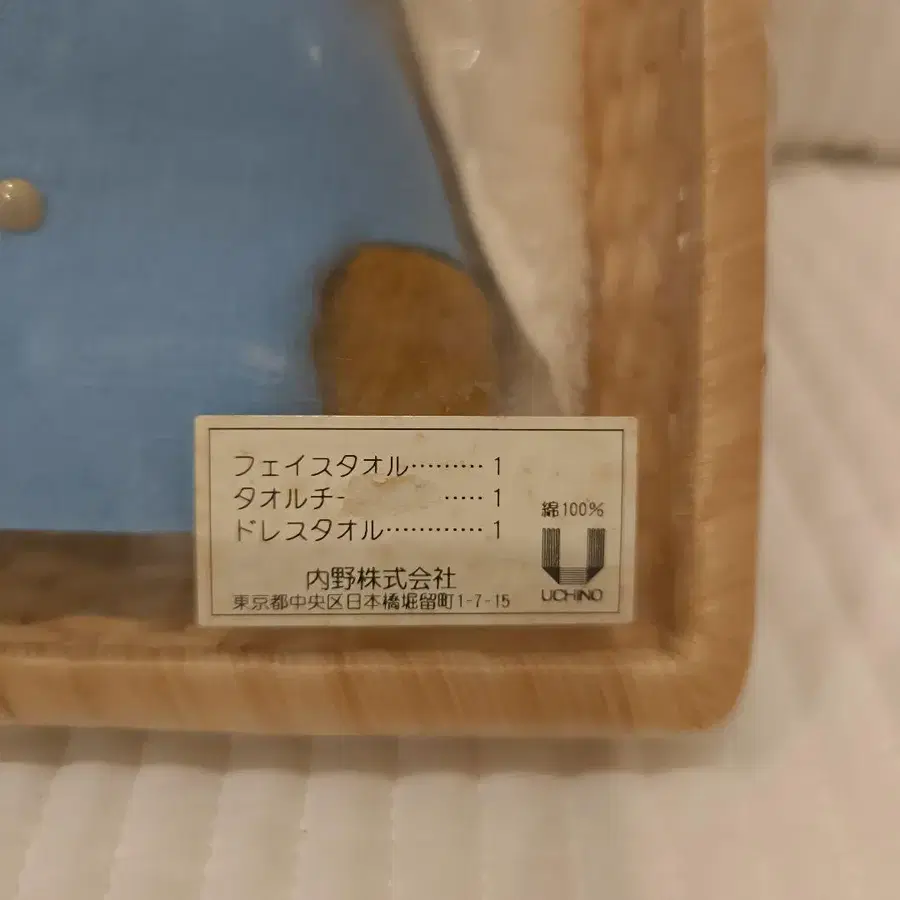 フェイスタオル……… 1
タオルチ ….. 1
ドレスタオル………… 1
綿100%
UCHINO
内野株式会社
東京都中央区日本橋堀留町1-7-15